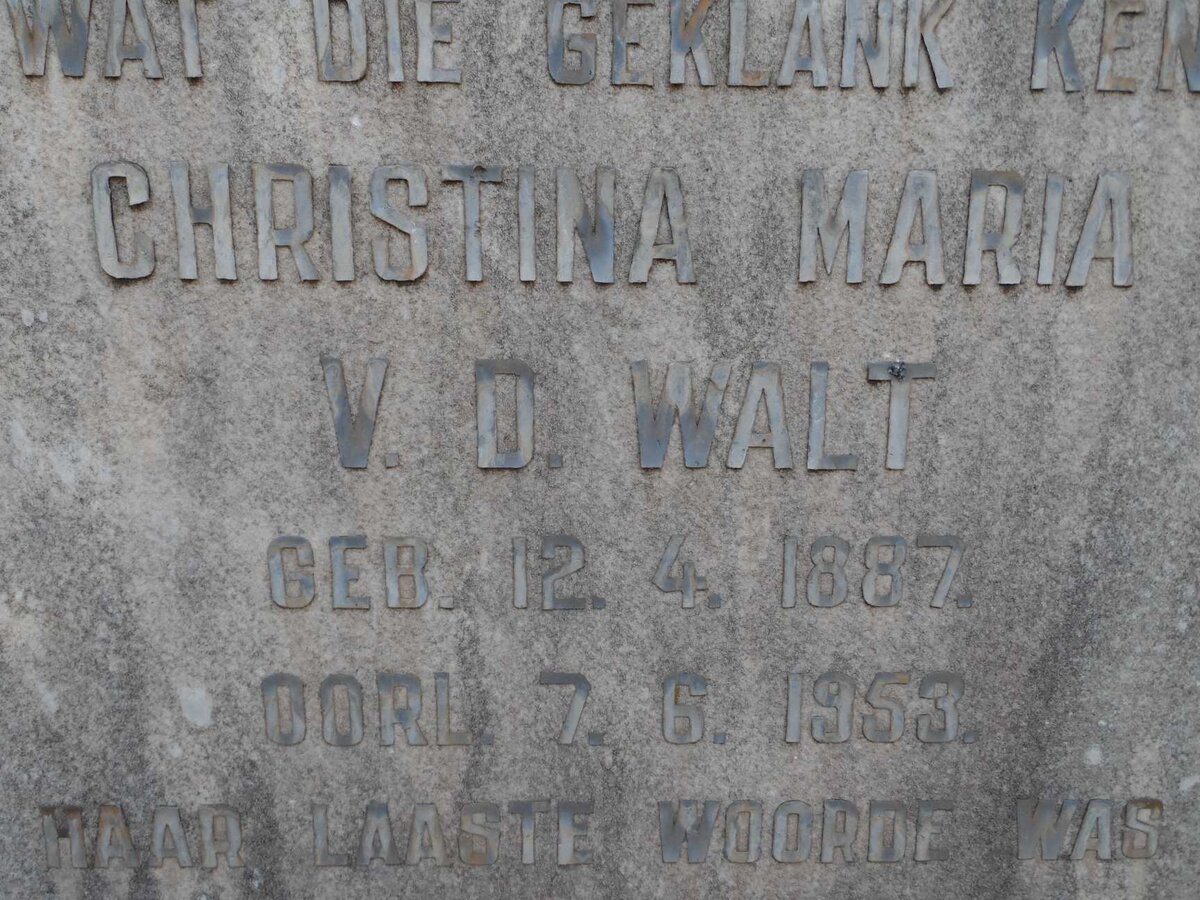 WAT DIE GEKLANK KEN
CHRISTINA MARIA
V. D. WALT
GEB. 12. 4. 1887.
OORL. 7. 6. 1953.
HAAR LAASTE WOORDE WAS